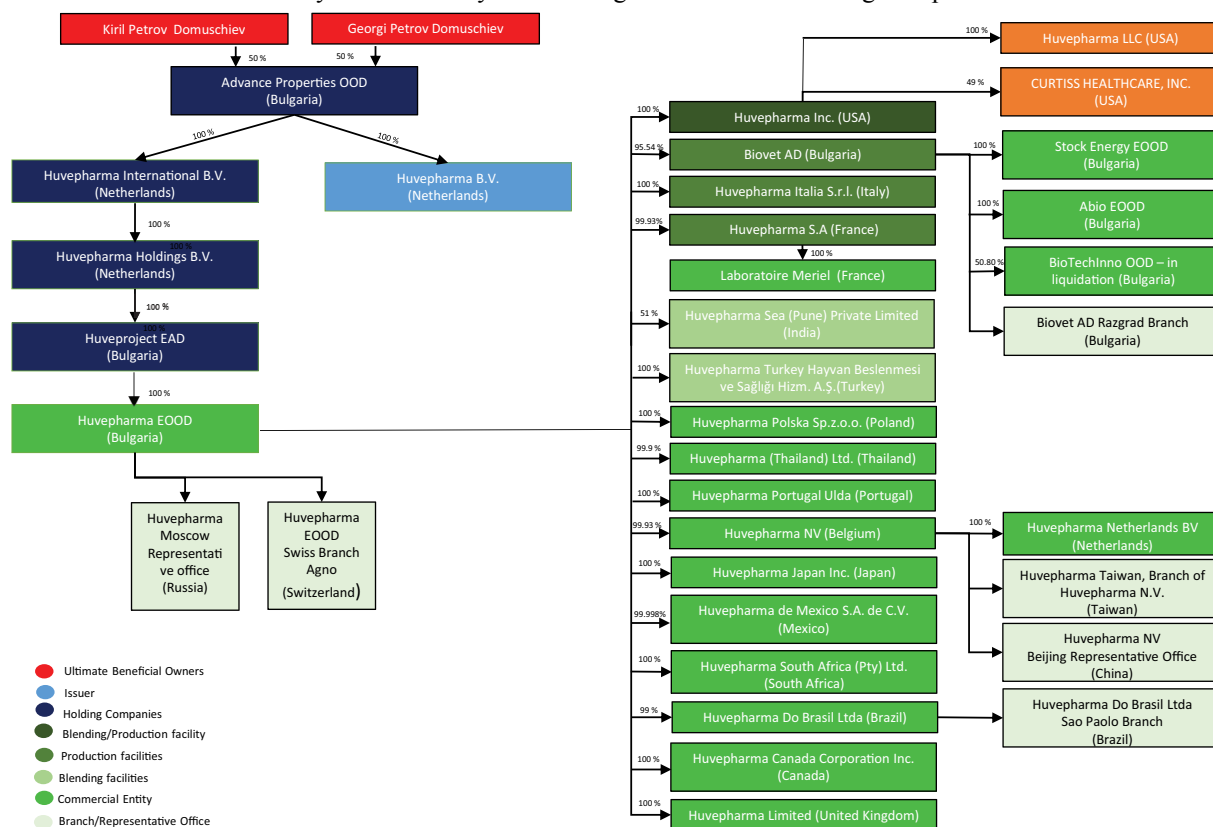 Kiril Petrov Domuschiev
Georgi Petrov Domuschiev
50 %
50 %
Advance Properties OOD
(Bulgaria)
100 %
100 %
Huvepharma International B.V.
(Netherlands)
Huvepharma B.V.
(Netherlands)
100 %
100 %
Huvepharma Holdings B.V.
(Netherlands)
100 %
100 %
Huveproject EAD
(Bulgaria)
100 %
Huvepharma EOOD
(Bulgaria)
Huvepharma
Moscow
Representati
ve office
(Russia)
Huvepharma
EOOD
Swiss Branch
Agno
(Switzerland)
Ultimate Beneficial Owners
Issuer
Holding Companies
Blending/Production facility
Production facilities
Blending facilities
Commercial Entity
Branch/Representative Office
100 %
Huvepharma Inc. (USA)
95.54 %
Biovet AD (Bulgaria)
100 %
Huvepharma Italia S.r.l. (Italy)
99.93%
Huvepharma S.A (France)
100 %
Laboratoire Meriel (France)
51 %
Huvepharma Sea (Pune) Private Limited
(India)
100 %
Huvepharma Turkey Hayvan Beslenmesi
ve Sağlığı Hizm. A.Ş.(Turkey)
100 %
Huvepharma Polska Sp.z.o.o. (Poland)
99.9 %
Huvepharma (Thailand) Ltd. (Thailand)
100 %
Huvepharma Portugal Ulda (Portugal)
99.93 %
Huvepharma NV (Belgium)
100 %
Huvepharma Japan Inc. (Japan)
99.998%
Huvepharma de Mexico S.A. de C.V.
(Mexico)
100 %
Huvepharma South Africa (Pty) Ltd.
(South Africa)
99 %
Huvepharma Do Brasil Ltda (Brazil)
100 %
Huvepharma Canada Corporation Inc.
(Canada)
100 %
Huvepharma Limited (United Kingdom)
100 %
Huvepharma LLC (USA)
49 %
CURTISS HEALTHCARE, INC.
(USA)
100 %
Stock Energy EOOD
(Bulgaria)
100 %
Abio EOOD
(Bulgaria)
50.80 %
BioTechInno OOD – in
liquidation (Bulgaria)
Biovet AD Razgrad Branch
(Bulgaria)
100 %
Huvepharma Netherlands BV
(Netherlands)
Huvepharma Taiwan, Branch of
Huvepharma N.V.
(Taiwan)
Huvepharma NV
Beijing Representative Office
(China)
Huvepharma Do Brasil Ltda
Sao Paolo Branch
(Brazil)